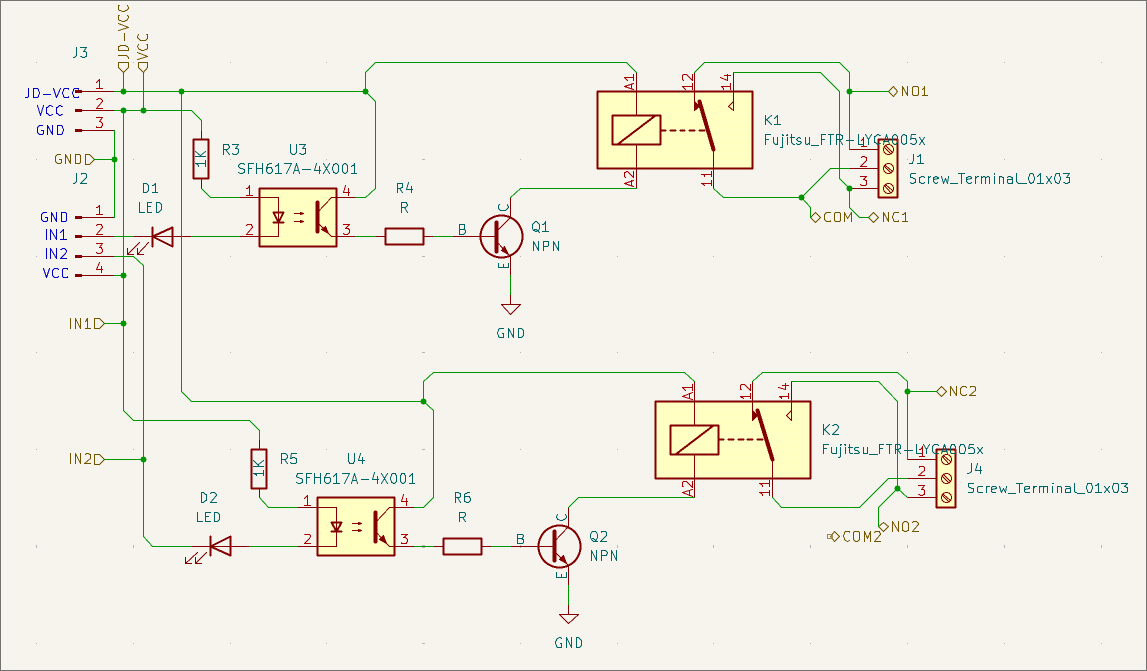 JD-VCC
VCC
J3
JD-VCC 1
VCC 2
GND 3
GND
J2
GND 1
IN1 2
IN2 3
VCC 4
D1
LED
1K
R3
U3
SFH617A-4X001
1
2
4
3
R4
R
B
C
E
Q1
NPN
GND
A1
A2
12
14
11
K1
Fujitsu_FTR-LYCA005x
NO1
1
2
3
J1
Screw_Terminal_01x03
COM
NC1
IN1
IN2
D2
LED
1K
R5
U4
SFH617A-4X001
1
2
4
3
R6
R
B
C
E
Q2
NPN
GND
A1
A2
12
14
11
K2
Fujitsu_FTR-LYCA005x
NC2
1
2
3
J4
Screw_Terminal_01x03
NO2
COM2